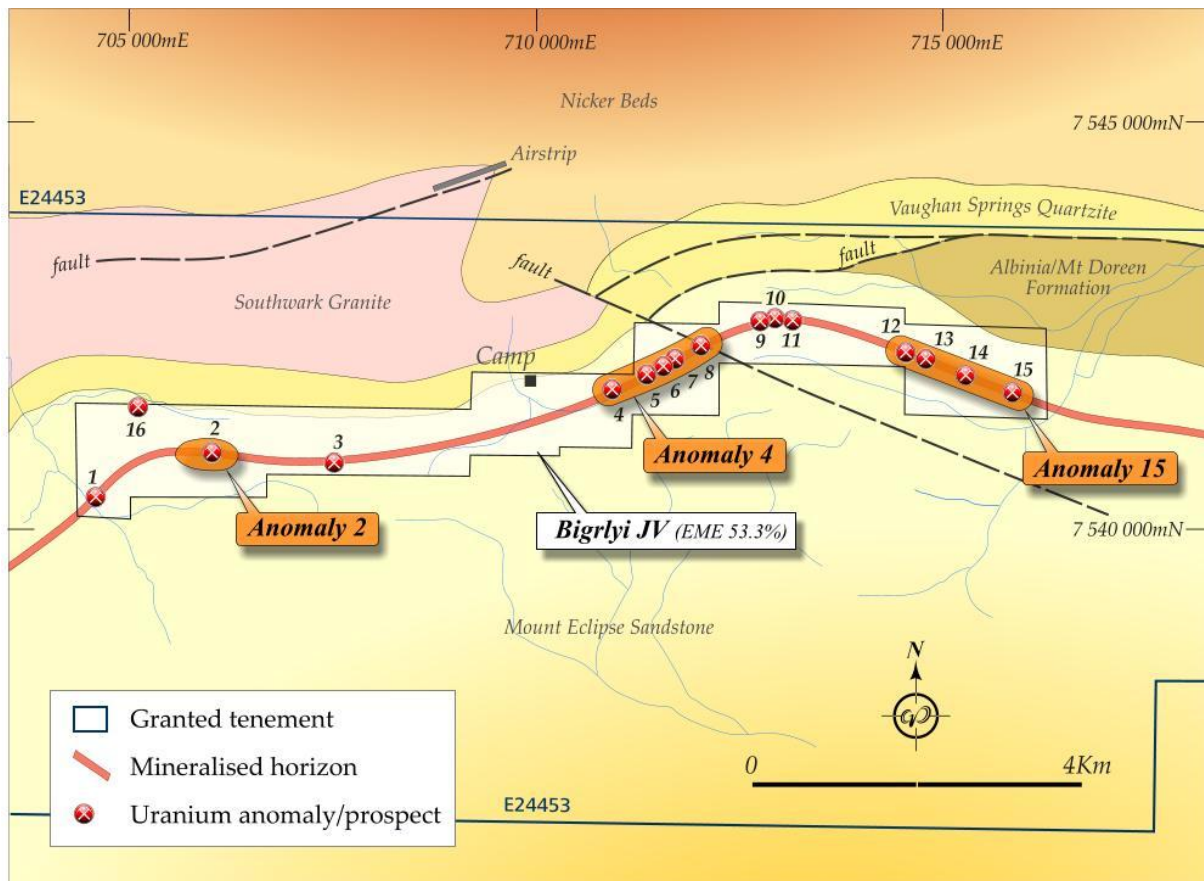 705 000mE
710 000mE
715 000mE
Nicker Beds
7 545 000mN
Airstrip
E24453
Vaughan Springs Quartzite
fault
fault
fault
Albinia/Mt Doreen
Formation
Southwark Granite
10
9
11
12
13
14
15
Camp
8
7
6
5
4
16
2
3
1
Anomaly 4
Anomaly 15
Anomaly 2
Bigrlyi JV (EME 53.3%)
7 540 000mN
Mount Eclipse Sandstone
N
Granted tenement
Mineralised horizon
Uranium anomaly/prospect
0
4Km
E24453